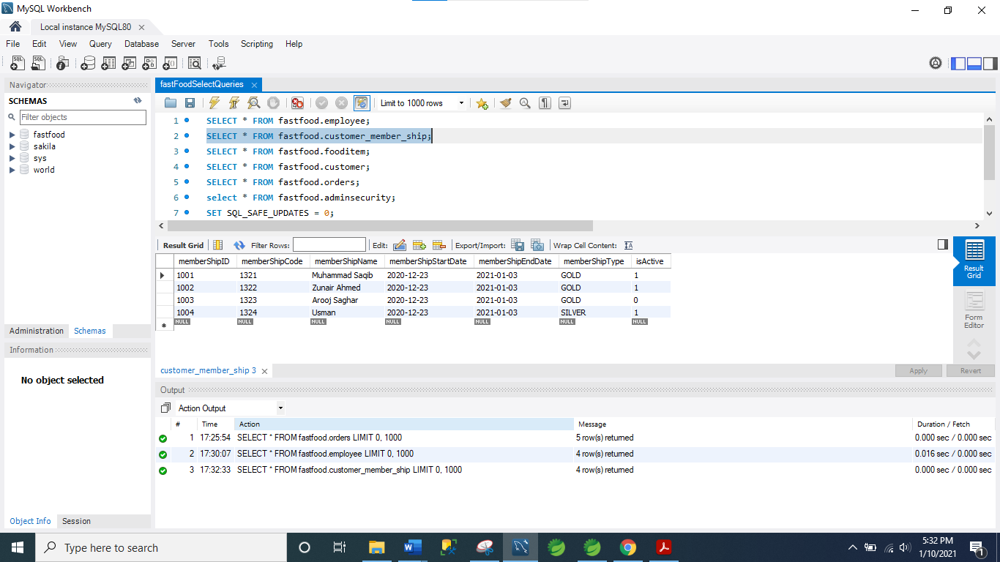 MySQL Workbench
Local instance MySQL80
File Edit View Query Database Server Tools Scripting Help
Navigator
SCHEMAS
Filter objects
fastfood
sakila
sys
world
Administration Schemas
Information
No object selected
Object Info Session
fastFoodSelectQueries
Limit to 1000 rows
1 SELECT * FROM fastfood.employee;
2 SELECT * FROM fastfood.customer_member_ship;
3 SELECT * FROM fastfood.fooditem;
4 SELECT * FROM fastfood.customer;
5 SELECT * FROM fastfood.orders;
6 select * FROM fastfood.adminsecurity;
7 SET SQL_SAFE_UPDATES = 0;
Result Grid Filter Rows: Edit: Export/Import: Wrap Cell Content:
memberShipID memberShipCode memberShipName memberShipStartDate memberShipEndDate memberShipType isActive
1001 1321 Muhammad Saqib 2020-12-23 2021-01-03 GOLD 1
1002 1322 Zunair Ahmed 2020-12-23 2021-01-03 GOLD 1
1003 1323 Arooj Saghar 2020-12-23 2021-01-03 GOLD 0
1004 1324 Usman 2020-12-23 2021-01-03 SILVER 1
NULL NULL NULL NULL NULL NULL NULL
Result
Grid
Form
Editor
customer_member_ship 3
Apply Revert
Output
Action Output
# Time Action Message Duration / Fetch
1 17:25:54 SELECT * FROM fastfood.orders LIMIT 0, 1000 5 row(s) returned 0.000 sec / 0.000 sec
2 17:30:07 SELECT * FROM fastfood.employee LIMIT 0, 1000 4 row(s) returned 0.016 sec / 0.000 sec
3 17:32:33 SELECT * FROM fastfood.customer_member_ship LIMIT 0, 1000 4 row(s) returned 0.000 sec / 0.000 sec
Type here to search
5:32 PM
1/10/2021
1